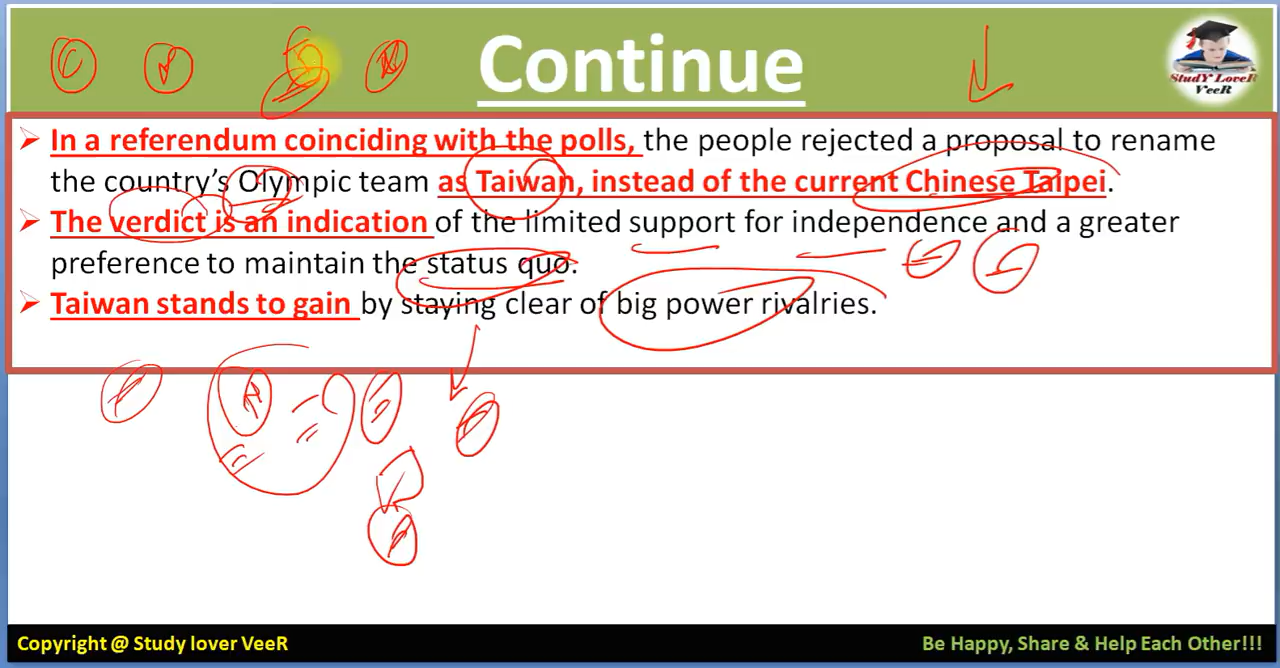 Continue
StudY LoveR
VeeR
➢ In a referendum coinciding with the polls, the people rejected a proposal to rename
the country's Olympic team as Taiwan, instead of the current Chinese Taipei.
➢ The verdict is an indication of the limited support for independence and a greater
preference to maintain the status quo.
➢ Taiwan stands to gain by staying clear of big power rivalries.
Copyright @ Study lover VeeR
Be Happy, Share & Help Each Other!!!